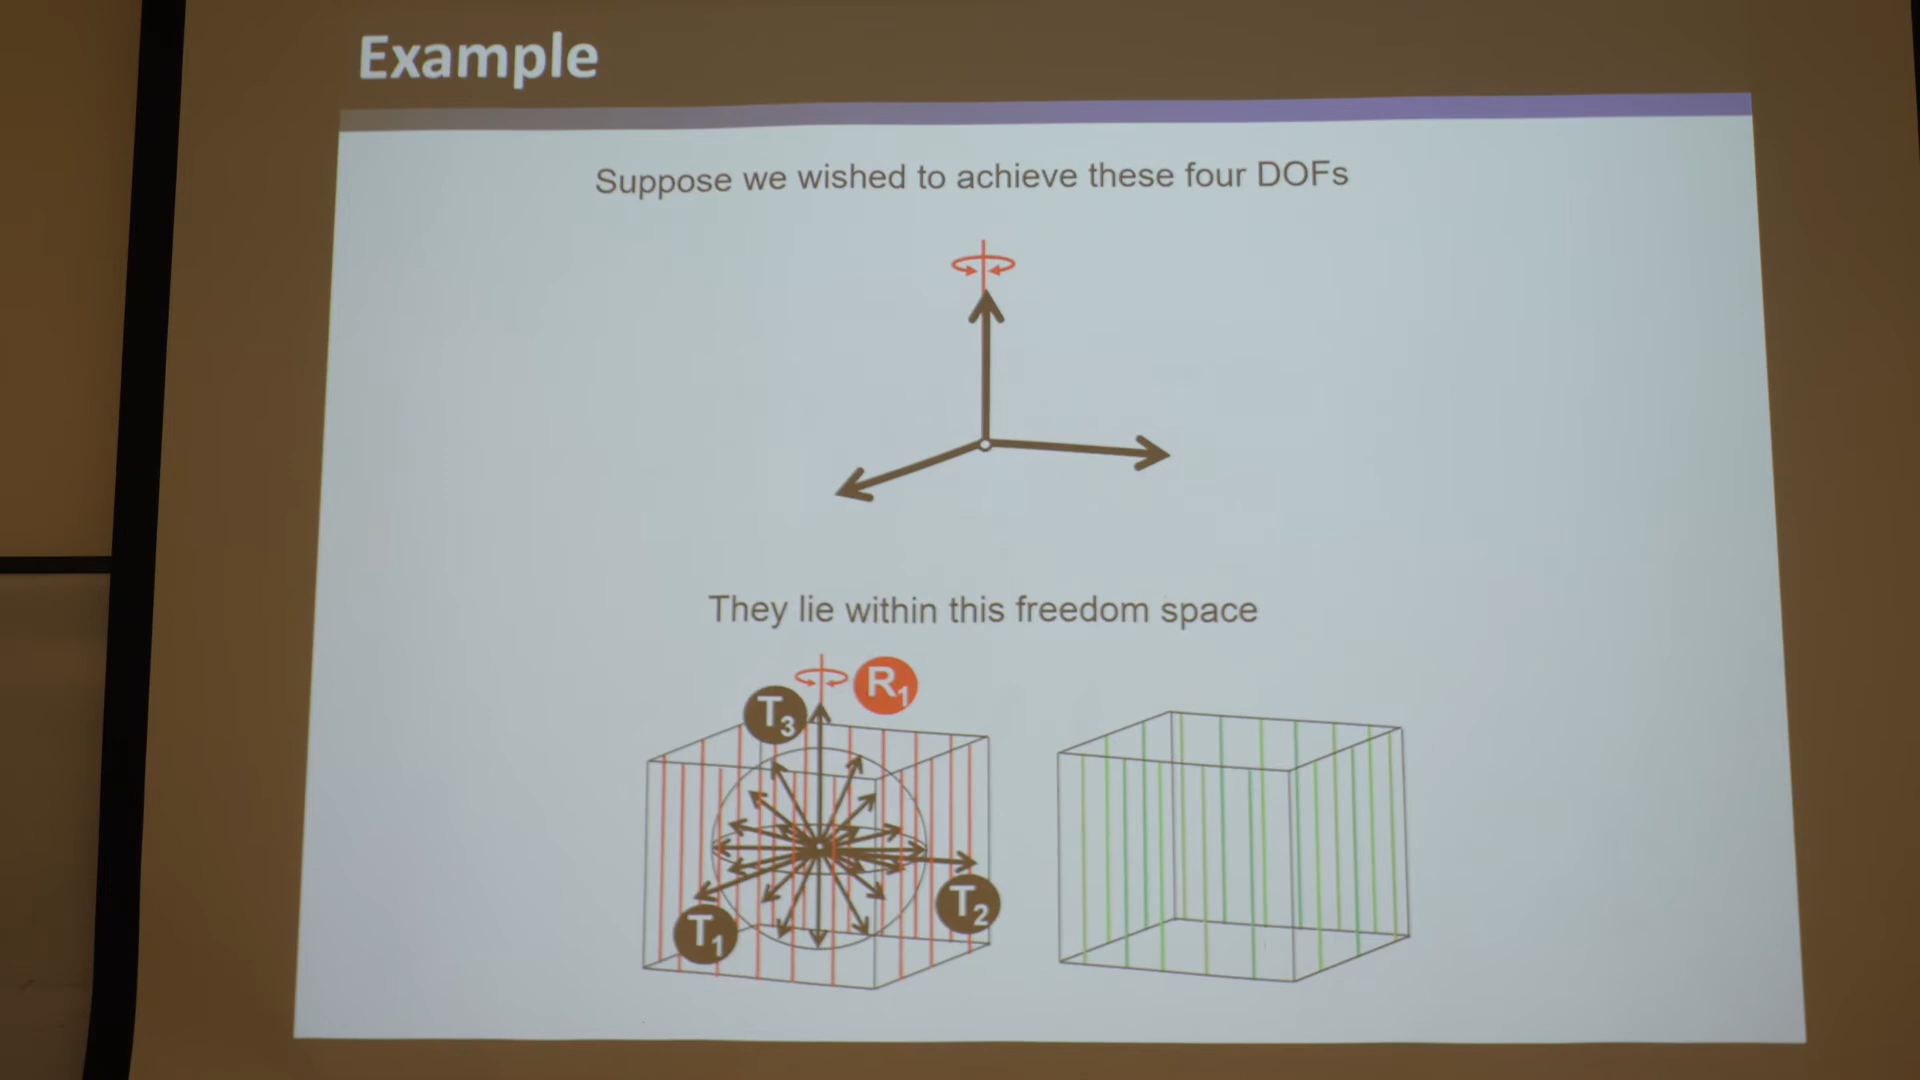 Example
Suppose we wished to achieve these four DOFs
They lie within this freedom space
R1
T3
T2
T1